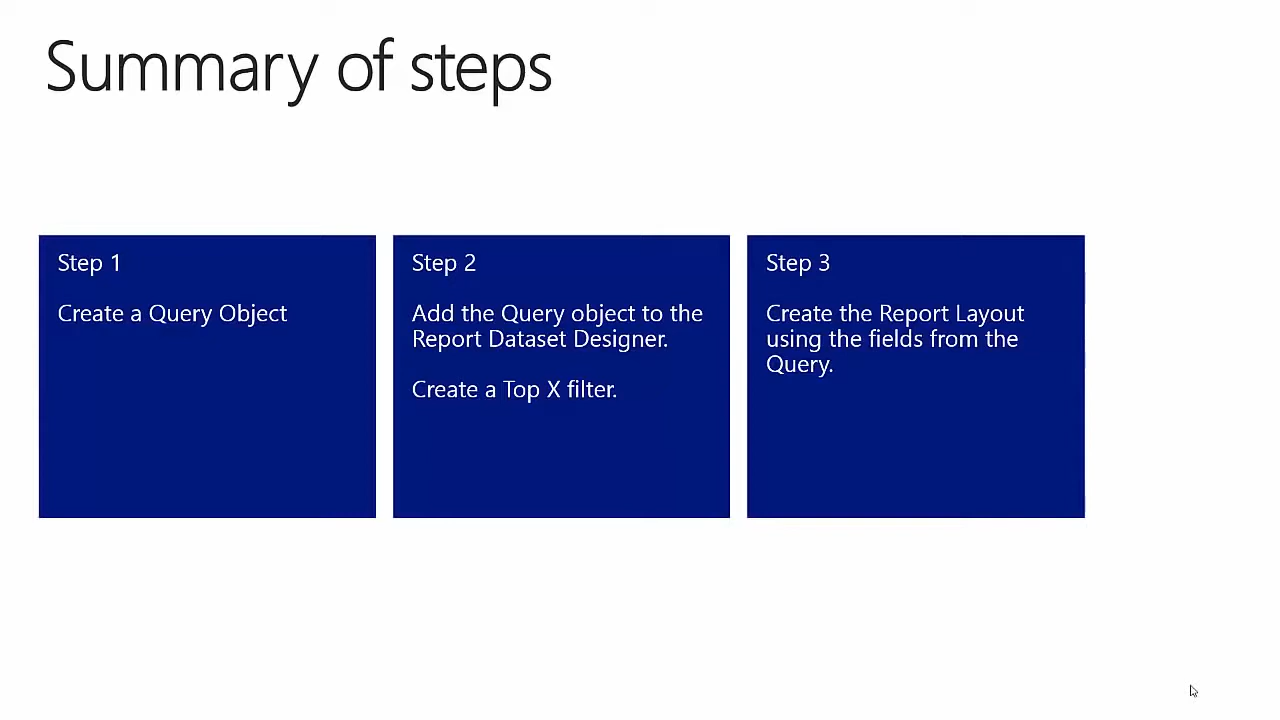 Summary of steps
Step 1
Create a Query Object
Step 2
Add the Query object to the
Report Dataset Designer.
Create a Top X filter.
Step 3
Create the Report Layout
using the fields from the
Query.